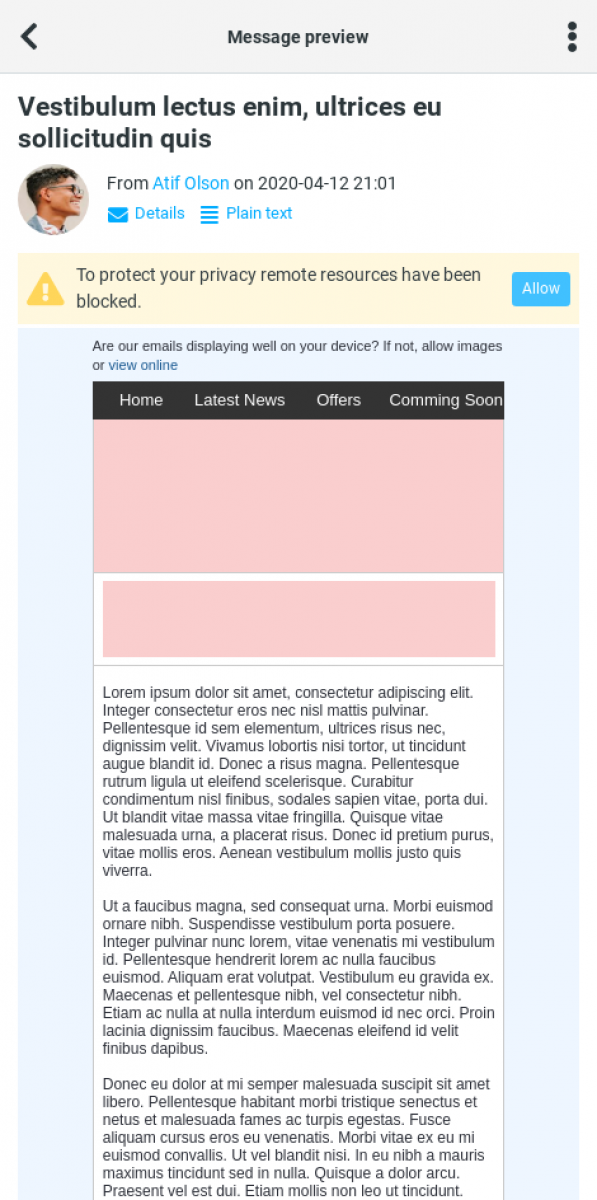 Message preview
Vestibulum lectus enim, ultrices eu
sollicitudin quis
From Atif Olson on 2020-04-12 21:01
Details Plain text
To protect your privacy remote resources have been
blocked.
Allow
Are our emails displaying well on your device? If not, allow images
or view online
Home Latest News Offers Comming Soon
Lorem ipsum dolor sit amet, consectetur adipiscing elit.
Integer consectetur eros nec nisl mattis pulvinar.
Pellentesque id sem elementum, ultrices risus nec,
dignissim velit. Vivamus lobortis nisi tortor, ut tincidunt
augue blandit id. Donec a risus magna. Pellentesque
rutrum ligula ut eleifend scelerisque. Curabitur
condimentum nisl finibus, sodales sapien vitae, porta dui.
Ut blandit vitae massa vitae fringilla. Quisque vitae
malesuada urna, a placerat risus. Donec id pretium purus,
vitae mollis eros. Aenean vestibulum mollis justo quis
viverra.
Ut a faucibus magna, sed consequat urna. Morbi euismod
ornare nibh. Suspendisse vestibulum porta posuere.
Integer pulvinar nunc lorem, vitae venenatis mi vestibulum
id. Pellentesque hendrerit lorem ac nulla faucibus
euismod. Aliquam erat volutpat. Vestibulum eu gravida ex.
Maecenas et pellentesque nibh, vel consectetur nibh.
Etiam ac nulla at nulla interdum euismod id nec orci. Proin
lacinia dignissim faucibus. Maecenas eleifend id velit
finibus dapibus.
Donec eu dolor at mi semper malesuada suscipit sit amet
libero. Pellentesque habitant morbi tristique senectus et
netus et malesuada fames ac turpis egestas. Fusce
aliquam cursus eros eu venenatis. Morbi vitae ex eu mi
euismod convallis. Ut vel blandit nisi. In eu nibh a mauris
maximus tincidunt sed in nulla. Quisque a dolor arcu.
Praesent vel est dui. Etiam mollis non leo ut tincidunt.